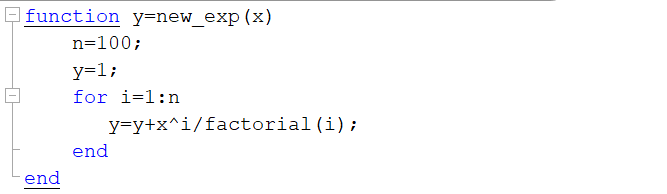 function y=new_exp(x)
    n=100;
    y=1;
    for i=1:n
       y=y+x^i/factorial(i);
    end
end